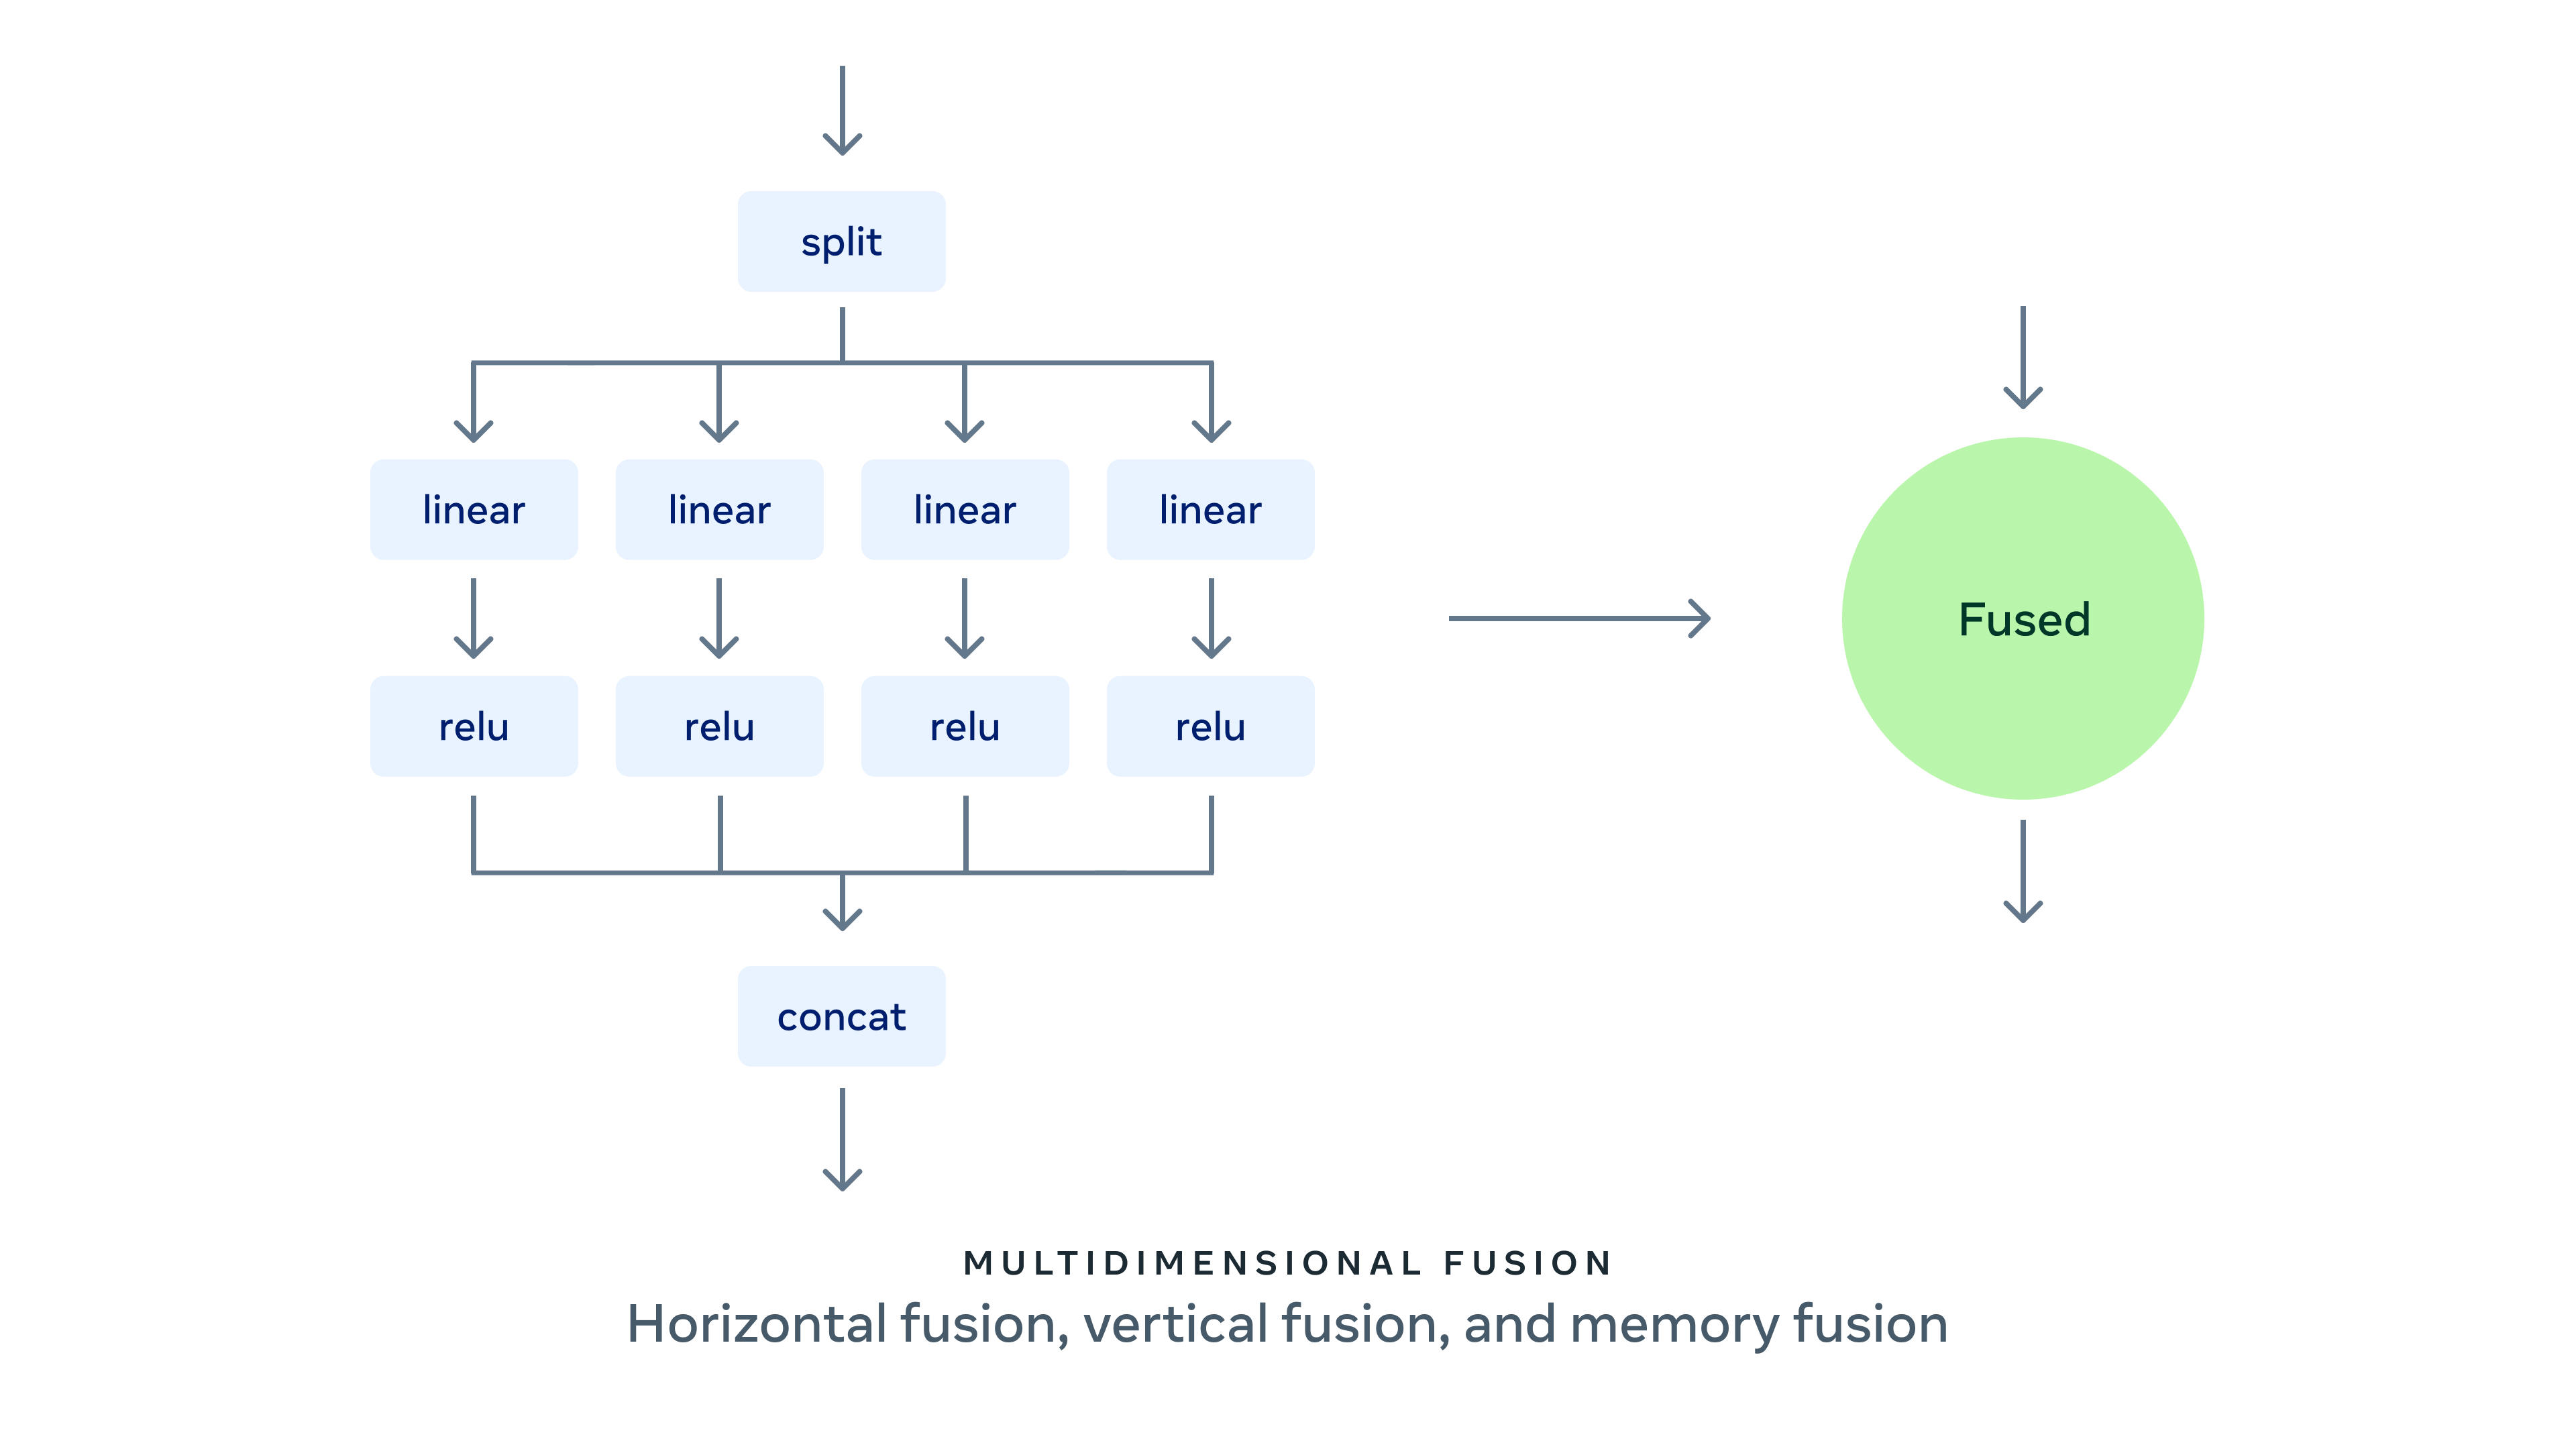 split
linear
linear
linear
linear
relu
relu
relu
relu
concat
Fused
MULTIDIMENSIONAL FUSION
Horizontal fusion, vertical fusion, and memory fusion